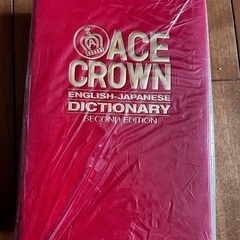 ACE
CROWN
ENGLISH-JAPANESE
DICTIONARY
SECOND EDITION